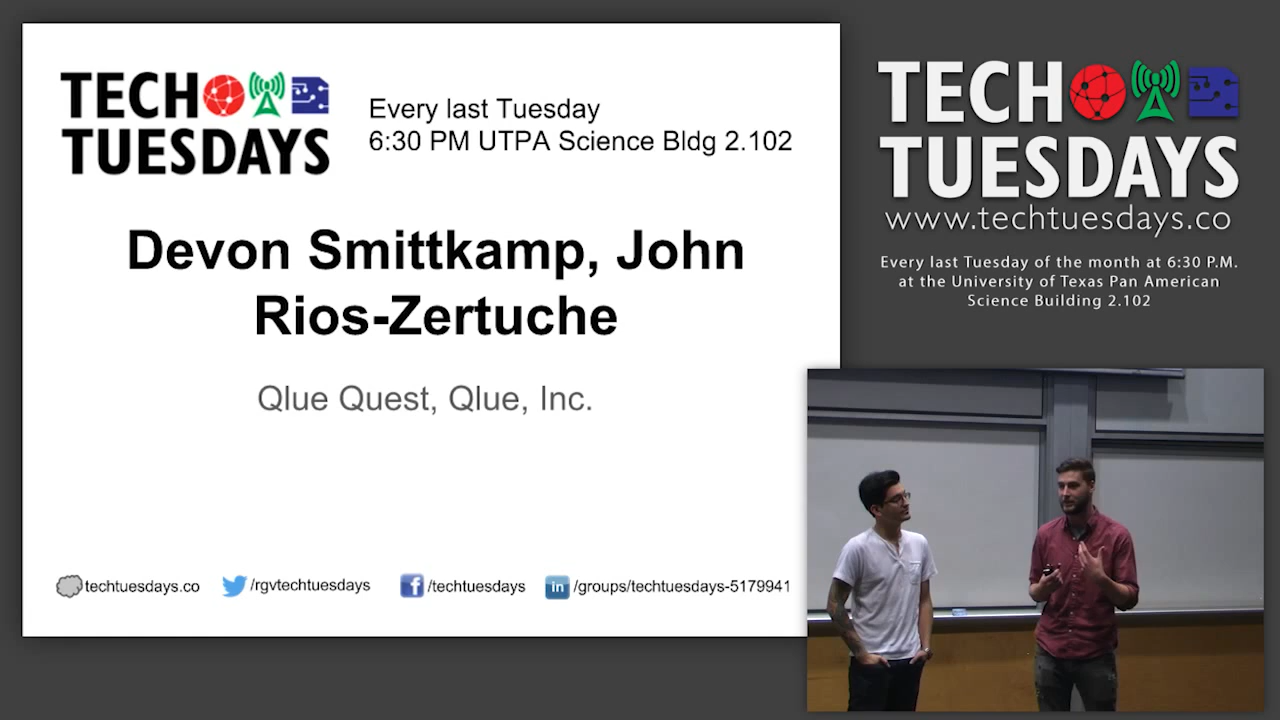 TECH
TUESDAYS
Every last Tuesday
6:30 PM UTPA Science Bldg 2.102
Devon Smittkamp, John
Rios-Zertuche
Qlue Quest, Qlue, Inc.
techtuesdays.co
/rgvtechtuesdays
f /techtuesdays
in /groups/techtuesdays-5179941
TECH
TUESDAYS
www.techtuesdays.co
Every last Tuesday of the month at 6:30 P.M.
at the University of Texas Pan American
Science Building 2.102